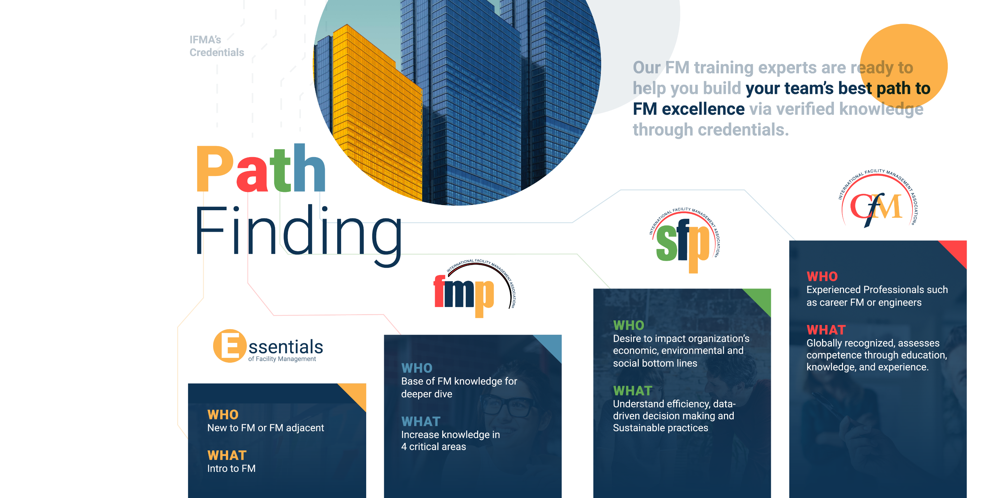 IFMA’s
Credentials
Our FM training experts are ready to
help you build your team’s best path to
FM excellence via verified knowledge
through credentials.
Path
Finding
Essentials
of Facility Management
WHO
New to FM or FM adjacent
WHAT
Intro to FM
INTERNATIONAL FACILITY MANAGEMENT ASSOCIATION®
fmp
WHO
Base of FM knowledge for
deeper dive
WHAT
Increase knowledge in
4 critical areas
INTERNATIONAL FACILITY MANAGEMENT ASSOCIATION®
sfp
WHO
Desire to impact organization’s
economic, environmental and
social bottom lines
WHAT
Understand efficiency, data-
driven decision making and
Sustainable practices
INTERNATIONAL FACILITY MANAGEMENT ASSOCIATION®
CfM
WHO
Experienced Professionals such
as career FM or engineers
WHAT
Globally recognized, assesses
competence through education,
knowledge, and experience.